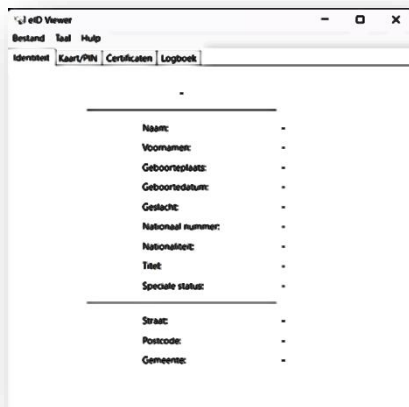 eID Viewer
Bestand Taal Hulp
Identiteit Kaart/PIN Certificaten Logboek
-
Naam: -
Voornamen: -
Geboorteplaats: -
Geboortedatum: -
Geslacht: -
Nationaal nummer: -
Nationaliteit: -
Titel: -
Speciale status: -
Straat: -
Postcode: -
Gemeente: -